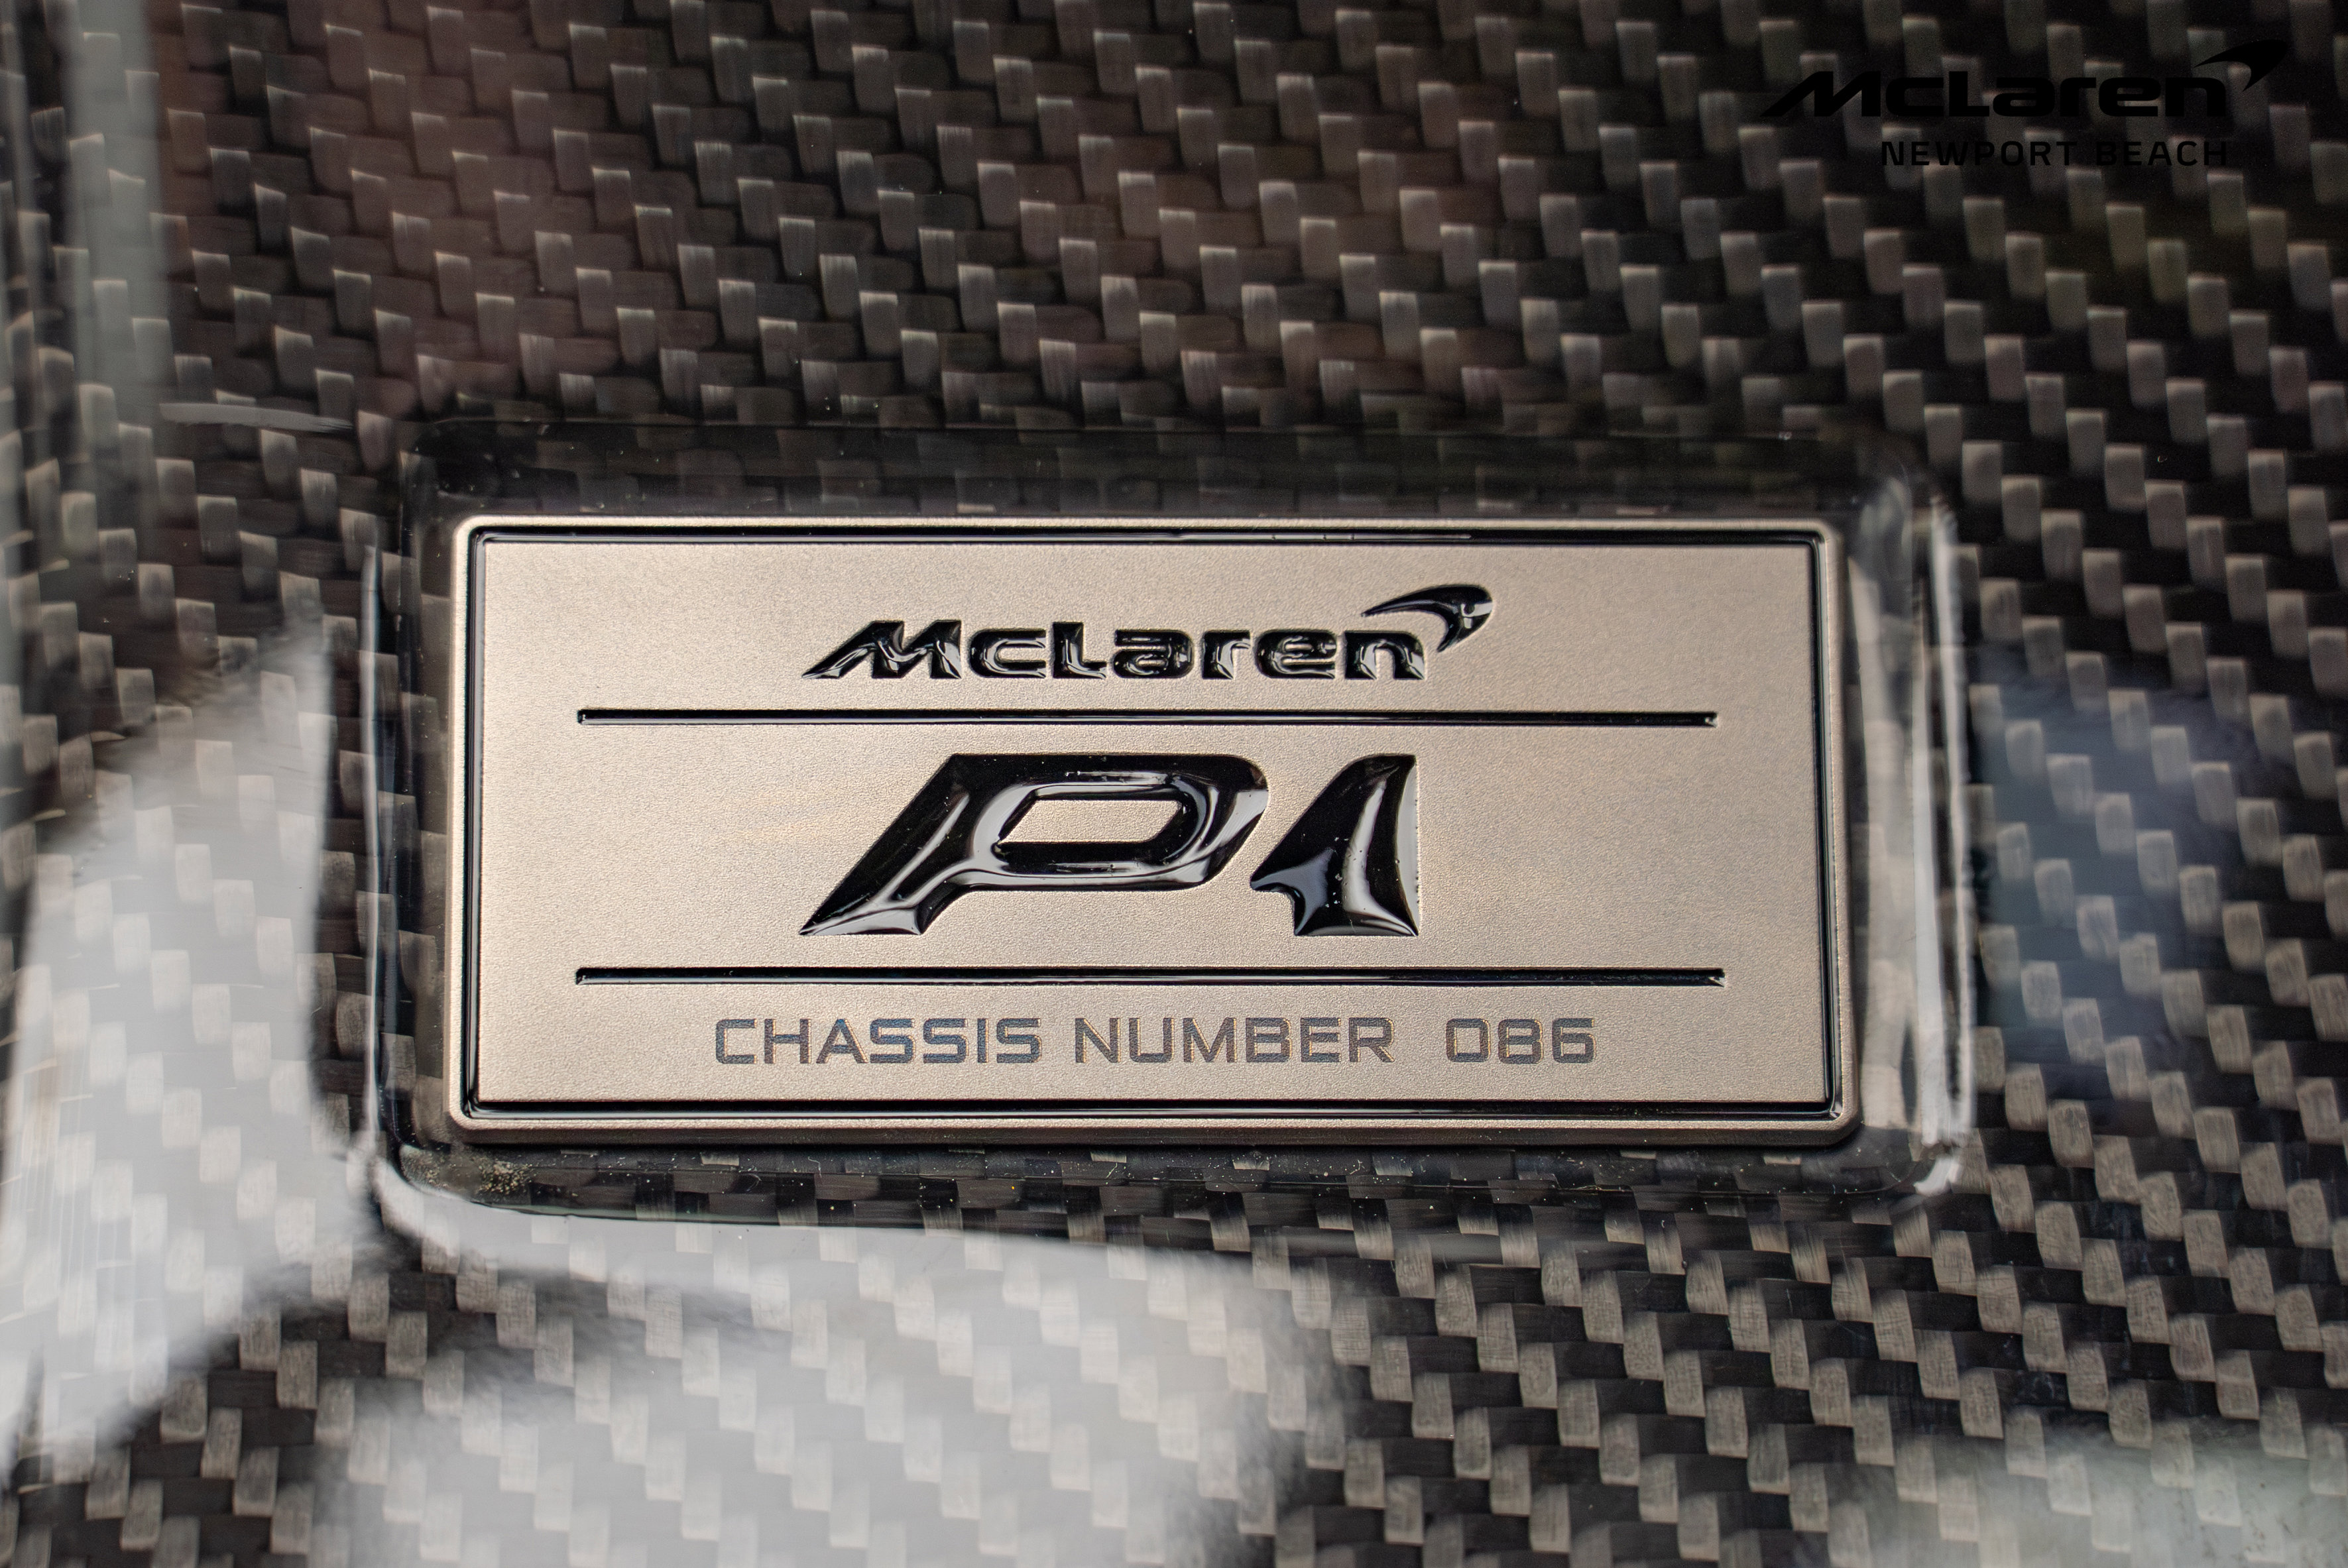 McLaren
NEWPORT BEACH
McLaren
P1
CHASSIS NUMBER 086